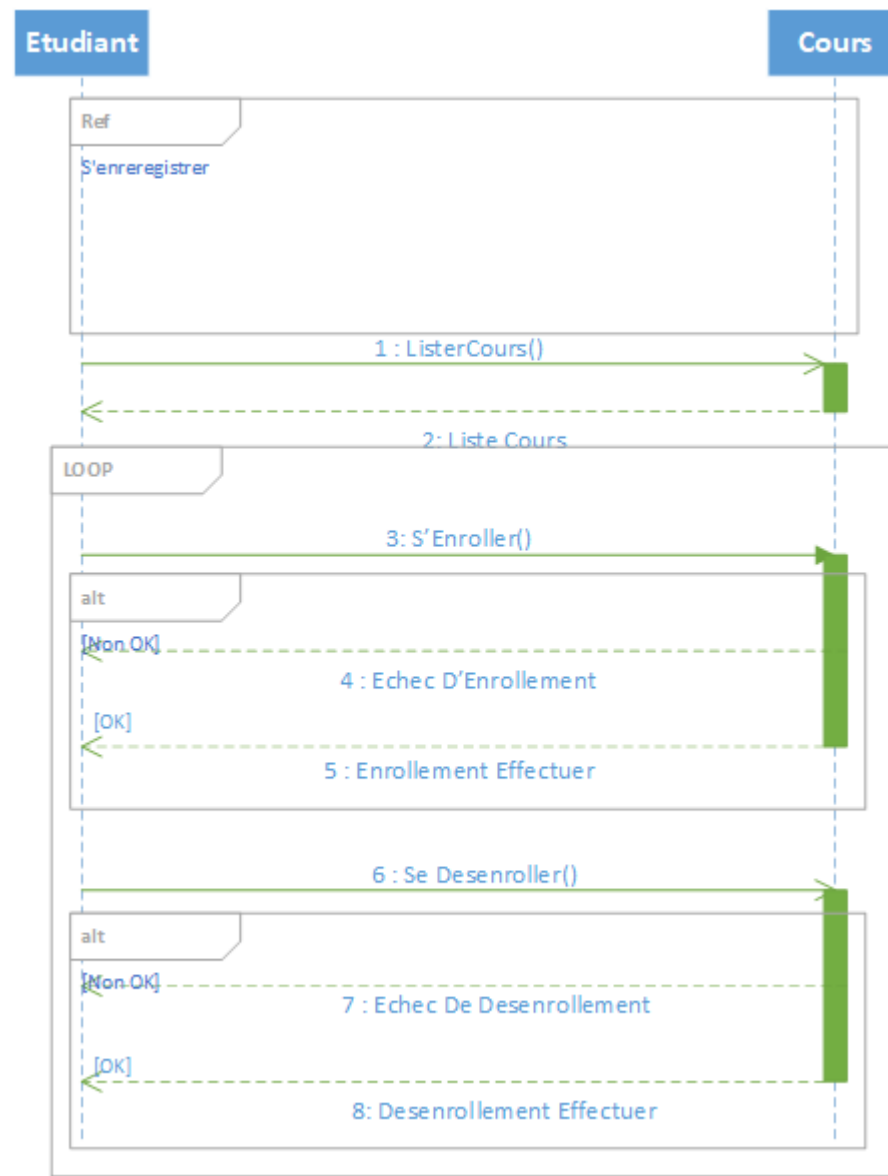 Etudiant
Cours
Ref
S'enreregistrer
1 : ListerCours()
2: Liste Cours
LOOP
3: S’Enroller()
alt
[Non OK]
4 : Echec D’Enrollement
[OK]
5 : Enrollement Effectuer
6 : Se Desenroller()
alt
[Non OK]
7 : Echec De Desenrollement
[OK]
8: Desenrollement Effectuer